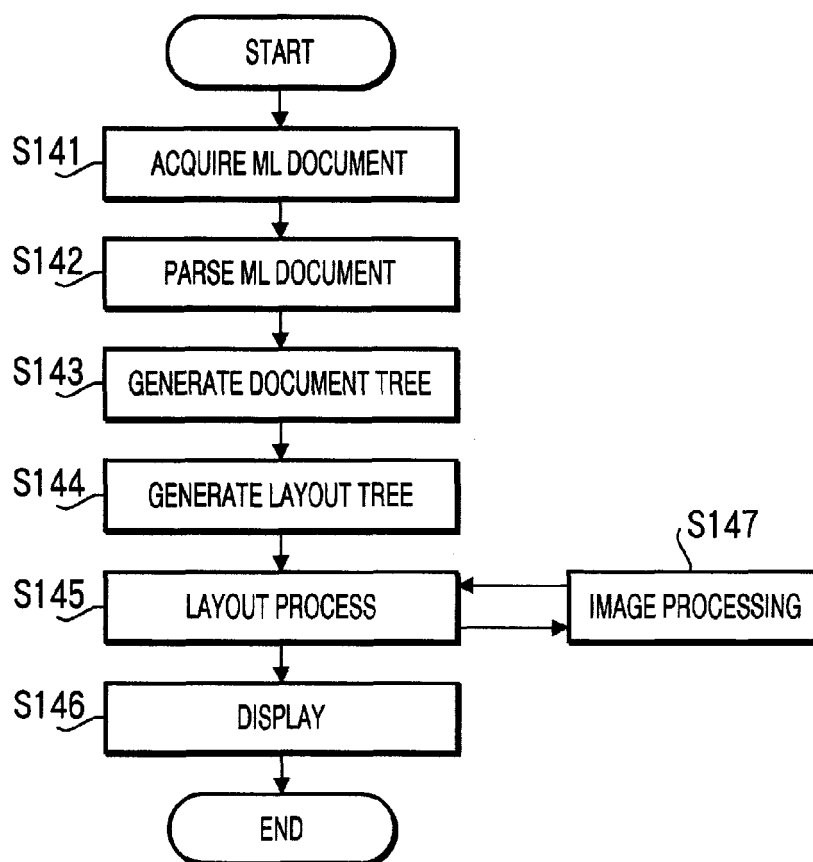 START
S141
ACQUIRE ML DOCUMENT
S142
PARSE ML DOCUMENT
S143
GENERATE DOCUMENT TREE
S144
GENERATE LAYOUT TREE
S147
S145
LAYOUT PROCESS
IMAGE PROCESSING
S146
DISPLAY
END